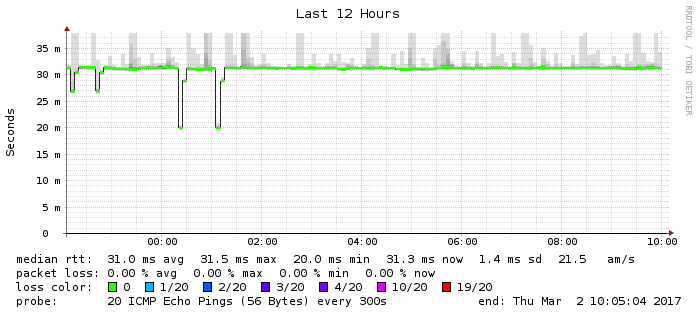 Last 12 Hours
RRDTOOL / TOBI OETIKER
Seconds
35 m
30 m
25 m
20 m
15 m
10 m
5 m
0
00:00 02:00 04:00 06:00 08:00 10:00
median rtt: 31.0 ms avg 31.5 ms max 20.0 ms min 31.3 ms now 1.4 ms sd 21.5 am/s
packet loss: 0.00 % avg 0.00 % max 0.00 % min 0.00 % now
loss color: 0 1/20 2/20 3/20 4/20 10/20 19/20
probe: 20 ICMP Echo Pings (56 Bytes) every 300s end: Thu Mar 2 10:05:04 2017